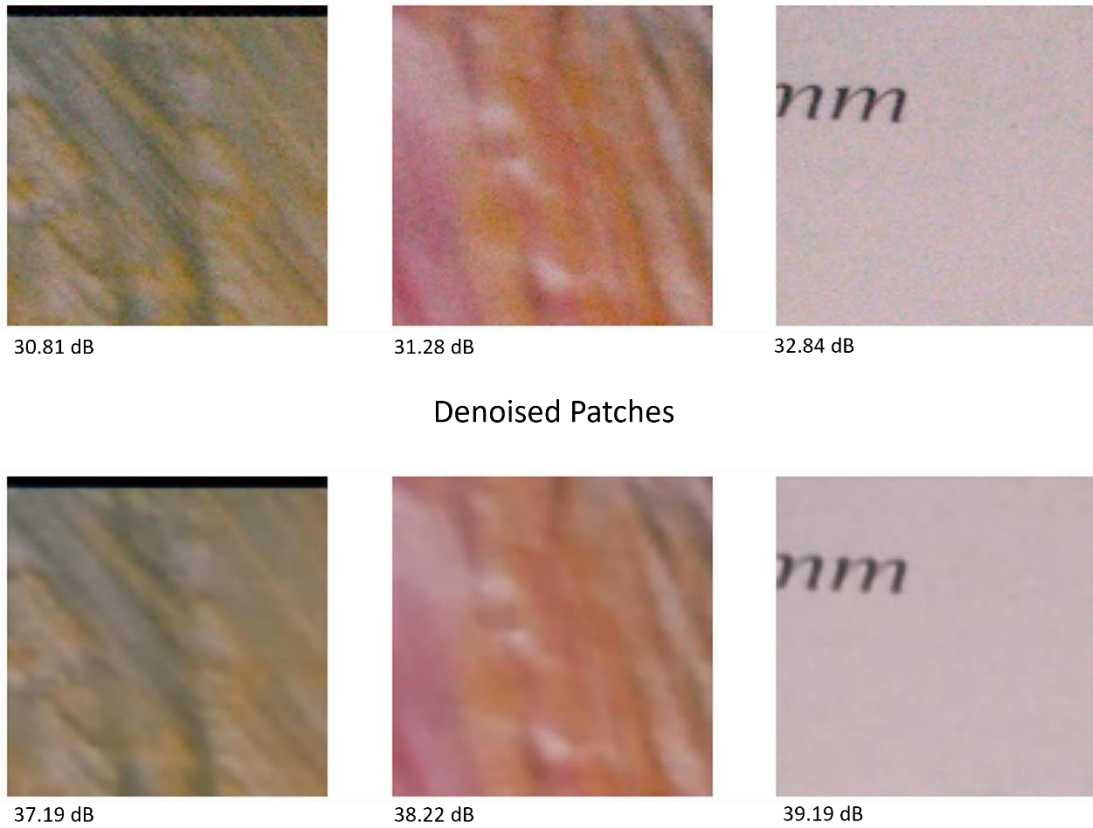 nm
30.81 dB
31.28 dB
32.84 dB
Denoised Patches
nm
37.19 dB
38.22 dB
39.19 dB